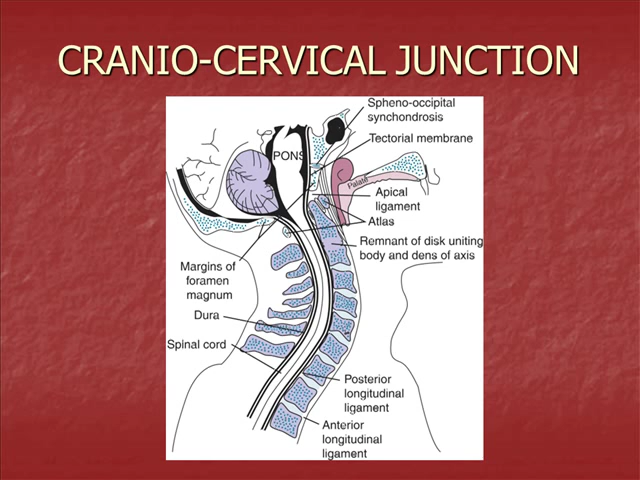 CRANIO-CERVICAL JUNCTION
Spheno-occipital
synchondrosis
Tectorial membrane
PONS
Palate
Apical
ligament
Atlas
Remnant of disk uniting
body and dens of axis
Margins of
foramen
magnum
Dura
Spinal cord
Posterior
longitudinal
ligament
Anterior
longitudinal
ligament